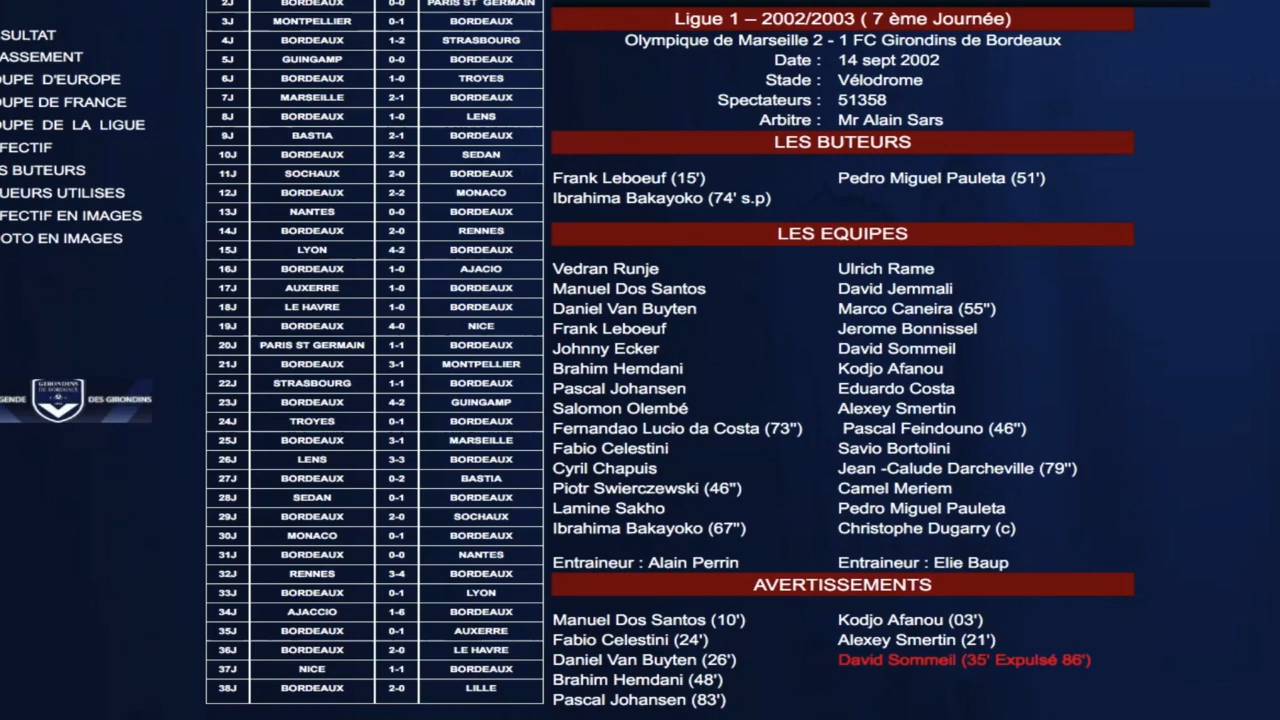 SULTAT
ASSEMENT
OUPE D'EUROPE
OUPE DE FRANCE
OUPE DE LA LIGUE
FECTIF
S BUTEURS
UEURS UTILISES
FECTIF EN IMAGES
OTO EN IMAGES
GENDE GIRONDINS DES GIRONDINS
2J BORDEAUX 0-0 PARIS ST GERMAIN
3J MONTPELLIER 0-1 BORDEAUX
4J BORDEAUX 1-2 STRASBOURG
5J GUINGAMP 0-0 BORDEAUX
6J BORDEAUX 1-0 TROYES
7J MARSEILLE 2-1 BORDEAUX
8J BORDEAUX 1-0 LENS
9J BASTIA 2-1 BORDEAUX
10J BORDEAUX 2-2 SEDAN
11J SOCHAUX 2-0 BORDEAUX
12J BORDEAUX 2-2 MONACO
13J NANTES 0-0 BORDEAUX
14J BORDEAUX 2-0 RENNES
15J LYON 4-2 BORDEAUX
16J BORDEAUX 1-0 AJACIO
17J AUXERRE 1-0 BORDEAUX
18J LE HAVRE 1-0 BORDEAUX
19J BORDEAUX 4-0 NICE
20J PARIS ST GERMAIN 1-1 BORDEAUX
21J BORDEAUX 3-1 MONTPELLIER
22J STRASBOURG 1-1 BORDEAUX
23J BORDEAUX 4-2 GUINGAMP
24J TROYES 0-1 BORDEAUX
25J BORDEAUX 3-1 MARSEILLE
26J LENS 3-3 BORDEAUX
27J BORDEAUX 0-2 BASTIA
28J SEDAN 0-1 BORDEAUX
29J BORDEAUX 2-0 SOCHAUX
30J MONACO 0-1 BORDEAUX
31J BORDEAUX 0-0 NANTES
32J RENNES 3-4 BORDEAUX
33J BORDEAUX 0-1 LYON
34J AJACCIO 1-6 BORDEAUX
35J BORDEAUX 0-1 AUXERRE
36J BORDEAUX 2-0 LE HAVRE
37J NICE 1-1 BORDEAUX
38J BORDEAUX 2-0 LILLE
Ligue 1 – 2002/2003 ( 7 ème Journée)
Olympique de Marseille 2 - 1 FC Girondins de Bordeaux
Date : 14 sept 2002
Stade : Vélodrome
Spectateurs : 51358
Arbitre : Mr Alain Sars
LES BUTEURS
Frank Leboeuf (15') Pedro Miguel Pauleta (51')
Ibrahima Bakayoko (74' s.p)
LES EQUIPES
Vedran Runje Ulrich Rame
Manuel Dos Santos David Jemmali
Daniel Van Buyten Marco Caneira (55")
Frank Leboeuf Jerome Bonnissel
Johnny Ecker David Sommeil
Brahim Hemdani Kodjo Afanou
Pascal Johansen Eduardo Costa
Salomon Olembé Alexey Smertin
Fernandao Lucio da Costa (73") Pascal Feindouno (46")
Fabio Celestini Savio Bortolini
Cyril Chapuis Jean -Calude Darcheville (79")
Piotr Swierczewski (46") Camel Meriem
Lamine Sakho Pedro Miguel Pauleta
Ibrahima Bakayoko (67") Christophe Dugarry (c)
Entraineur : Alain Perrin Entraineur : Elie Baup
AVERTISSEMENTS
Manuel Dos Santos (10') Kodjo Afanou (03')
Fabio Celestini (24') Alexey Smertin (21')
Daniel Van Buyten (26') David Sommeil (35' Expulsé 86')
Brahim Hemdani (48')
Pascal Johansen (83')